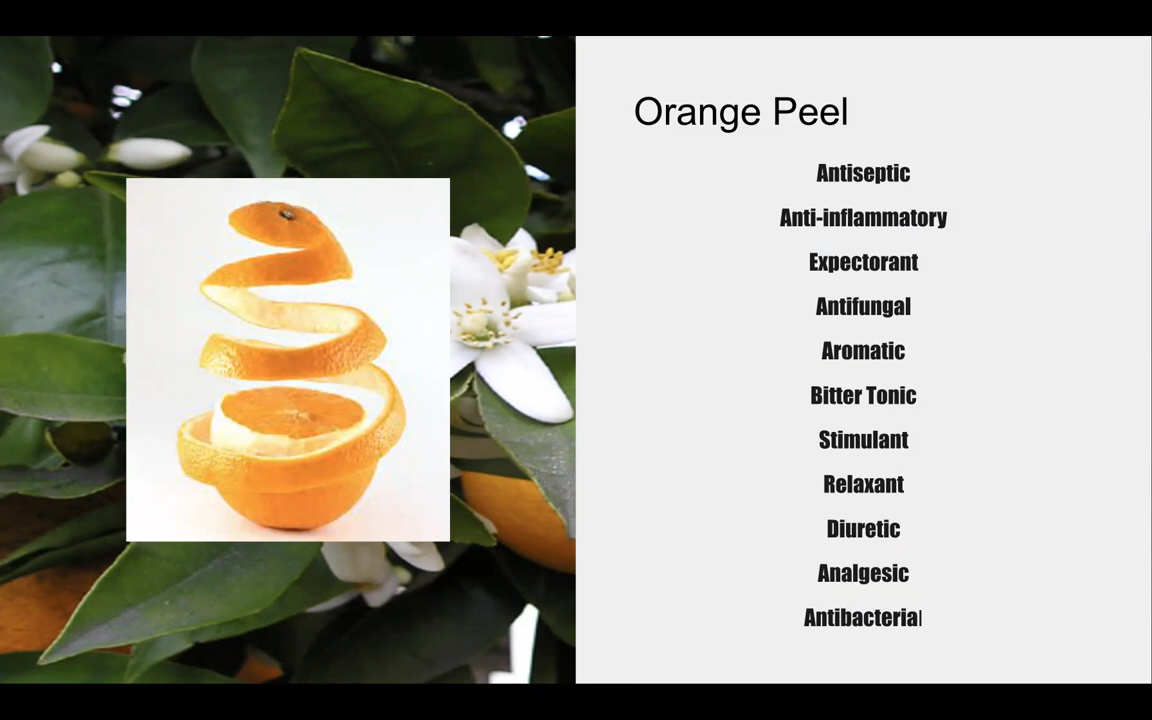 Orange Peel
Antiseptic
Anti-inflammatory
Expectorant
Antifungal
Aromatic
Bitter Tonic
Stimulant
Relaxant
Diuretic
Analgesic
Antibacterial